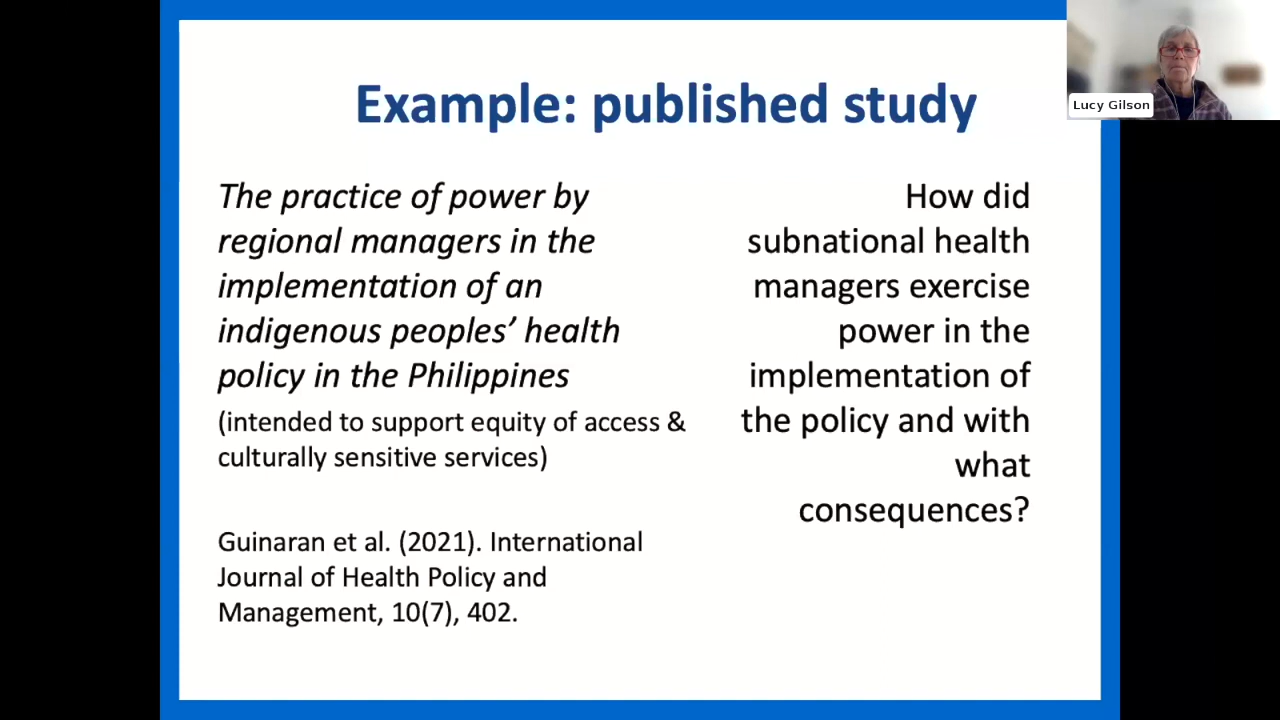 Example: published study
The practice of power by
regional managers in the
implementation of an
indigenous peoples’ health
policy in the Philippines
(intended to support equity of access &
culturally sensitive services)
Guinaran et al. (2021). International
Journal of Health Policy and
Management, 10(7), 402.
How did
subnational health
managers exercise
power in the
implementation of
the policy and with
what
consequences?
Lucy Gilson